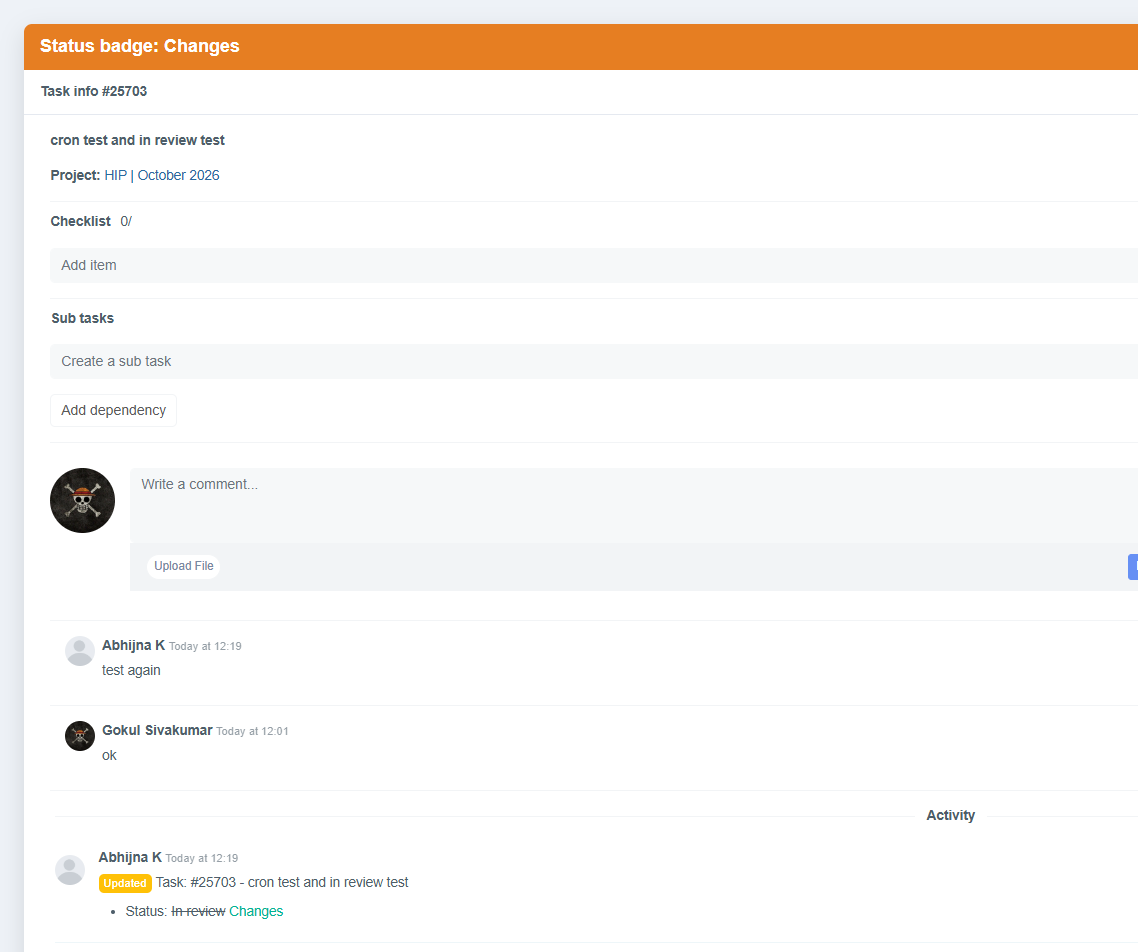 Status badge: Changes
Task info #25703
cron test and in review test
Project: HIP | October 2026
Checklist 0/
Add item
Sub tasks
Create a sub task
Add dependency
Write a comment...
Upload File
Abhijna K Today at 12:19
test again
Gokul Sivakumar Today at 12:01
ok
Activity
Abhijna K Today at 12:19
Updated Task: #25703 - cron test and in review test
• Status: In review Changes